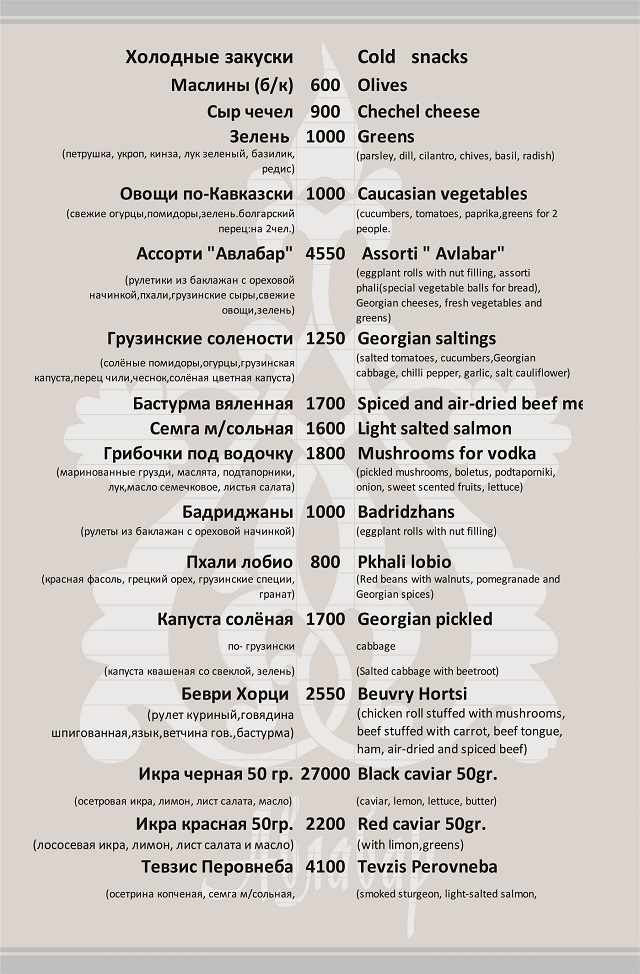 Холодные закуски Cold snacks
Маслины (б/к) 600 Olives
Сыр чечел 900 Chechel cheese
Зелень 1000 Greens
(петрушка, укроп, кинза, лук зеленый, базилик, (parsley, dill, cilantro, chives, basil, radish)
редис)
Овощи по-Кавказски 1000 Caucasian vegetables
(свежие огурцы,помидоры,зелень.болгарский (cucumbers, tomatoes, paprika,greens for 2
перец:на 2чел.) people.
Ассорти "Авлабар" 4550 Assorti " Avlabar"
(рулетики из баклажан с ореховой (eggplant rolls with nut filling, assorti
начинкой,пхали,грузинские сыры,свежие phali(special vegetable balls for bread),
овощи,зелень) Georgian cheeses, fresh vegetables and
greens)
Грузинские солености 1250 Georgian saltings
(солёные помидоры,огурцы,грузинская (salted tomatoes, cucumbers,Georgian
капуста,перец чили,чеснок,солёная цветная капуста) cabbage, chilli pepper, garlic, salt cauliflower)
Бастурма вяленная 1700 Spiced and air-dried beef me
Семга м/сольная 1600 Light salted salmon
Грибочки под водочку 1800 Mushrooms for vodka
(маринованные грузди, маслята, подтапорники, (pickled mushrooms, boletus, podtaporniki,
лук,масло семечковое, листья салата) onion, sweet scented fruits, lettuce)
Бадриджаны 1000 Badridzhans
(рулеты из баклажан с ореховой начинкой) (eggplant rolls with nut filling)
Пхали лобио 800 Pkhali lobio
(красная фасоль, грецкий орех, грузинские специи, (Red beans with walnuts, pomegranade and
гранат) Georgian spices)
Капуста солёная 1700 Georgian pickled
по- грузински cabbage
(капуста квашеная со свеклой, зелень) (Salted cabbage with beetroot)
Беври Хорци 2550 Beuvry Hortsi
(рулет куриный,говядина (chicken roll stuffed with mushrooms,
шпигованная,язык,ветчина гов.,бастурма) beef stuffed with carrot, beef tongue,
ham, air-dried and spiced beef)
Икра черная 50 гр. 27000 Black caviar 50gr.
(осетровая икра, лимон, лист салата, масло) (caviar, lemon, lettuce, butter)
Икра красная 50гр. 2200 Red caviar 50gr.
(лососевая икра, лимон, лист салата и масло) (with limon,greens)
Тевзис Перовнеба 4100 Tevzis Perovneba
(осетрина копченая, семга м/сольная, (smoked sturgeon, light-salted salmon,
Авлабар